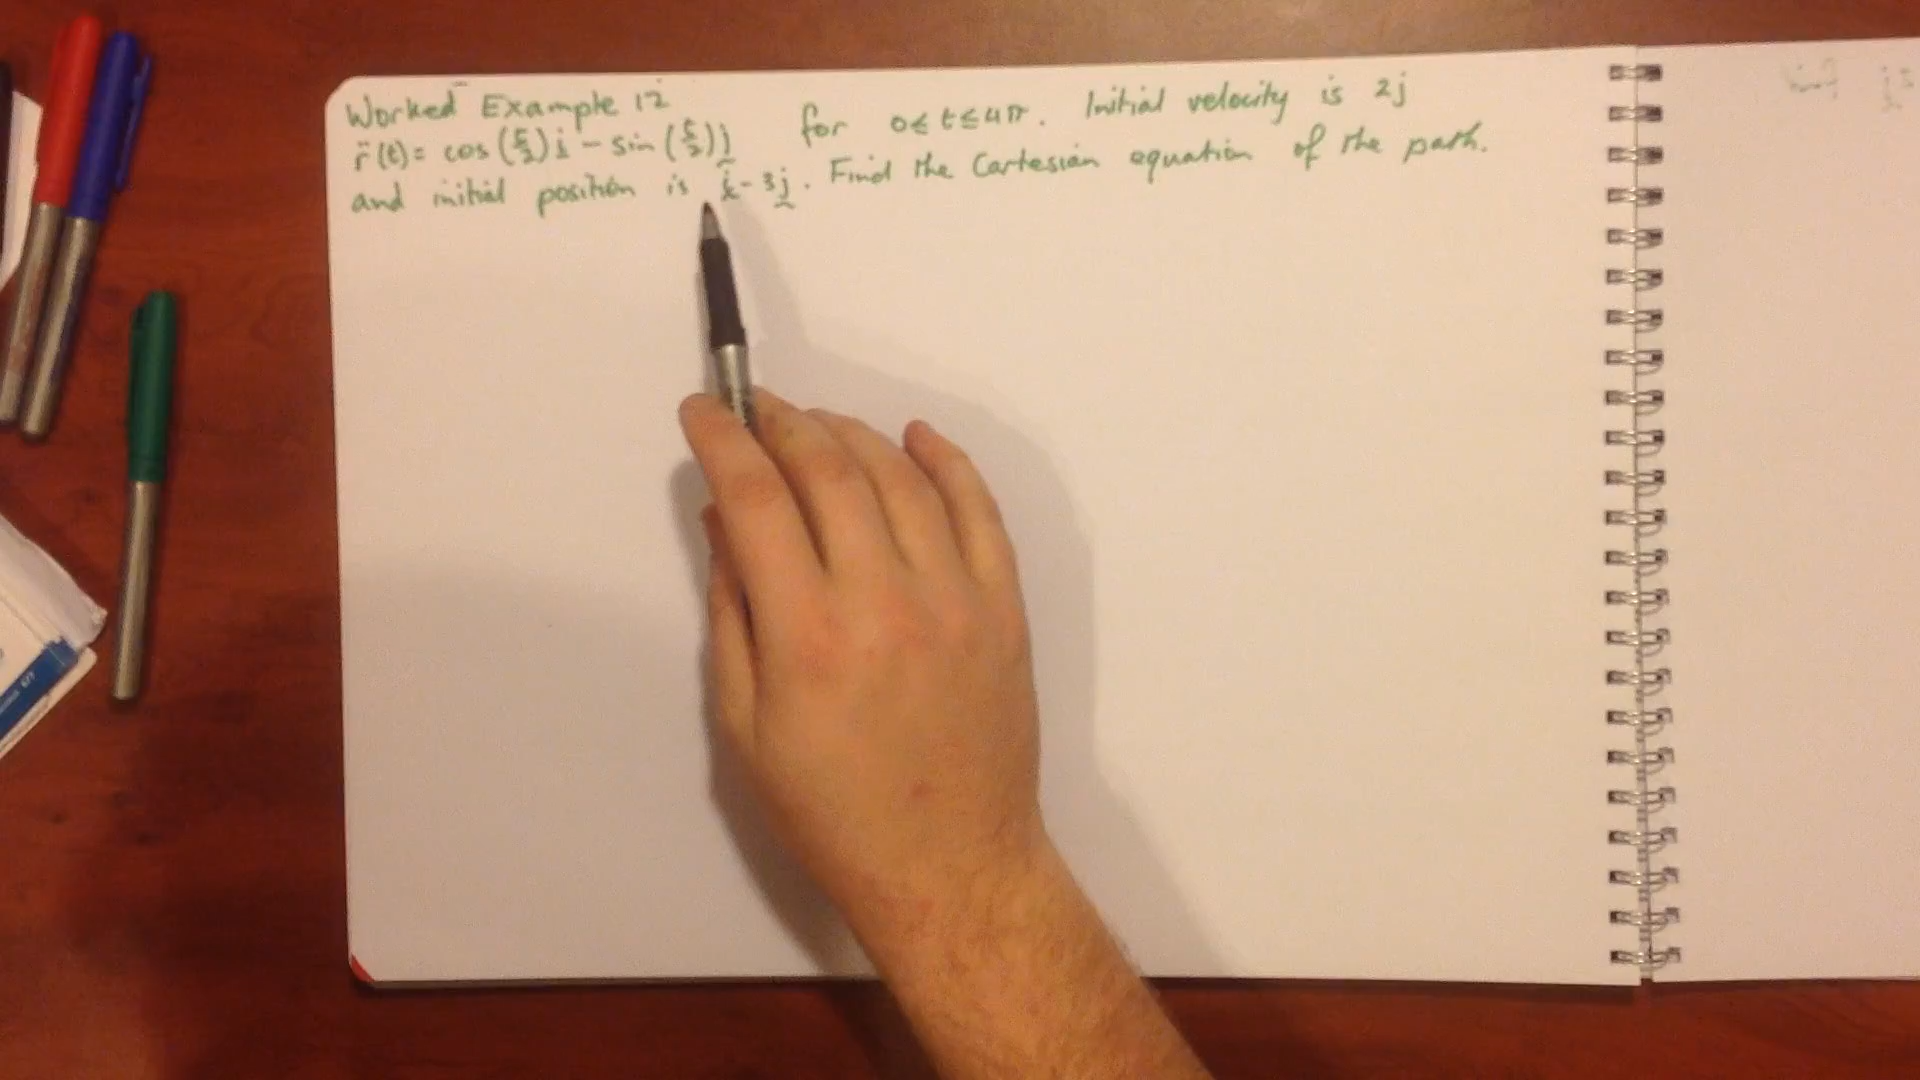 Worked Example 12
r̈(t) = cos(t/2)i - sin(t/2)j for 0≤t≤4π. Initial velocity is 2j
and initial position is i - 3j. Find the Cartesian equation of the path.